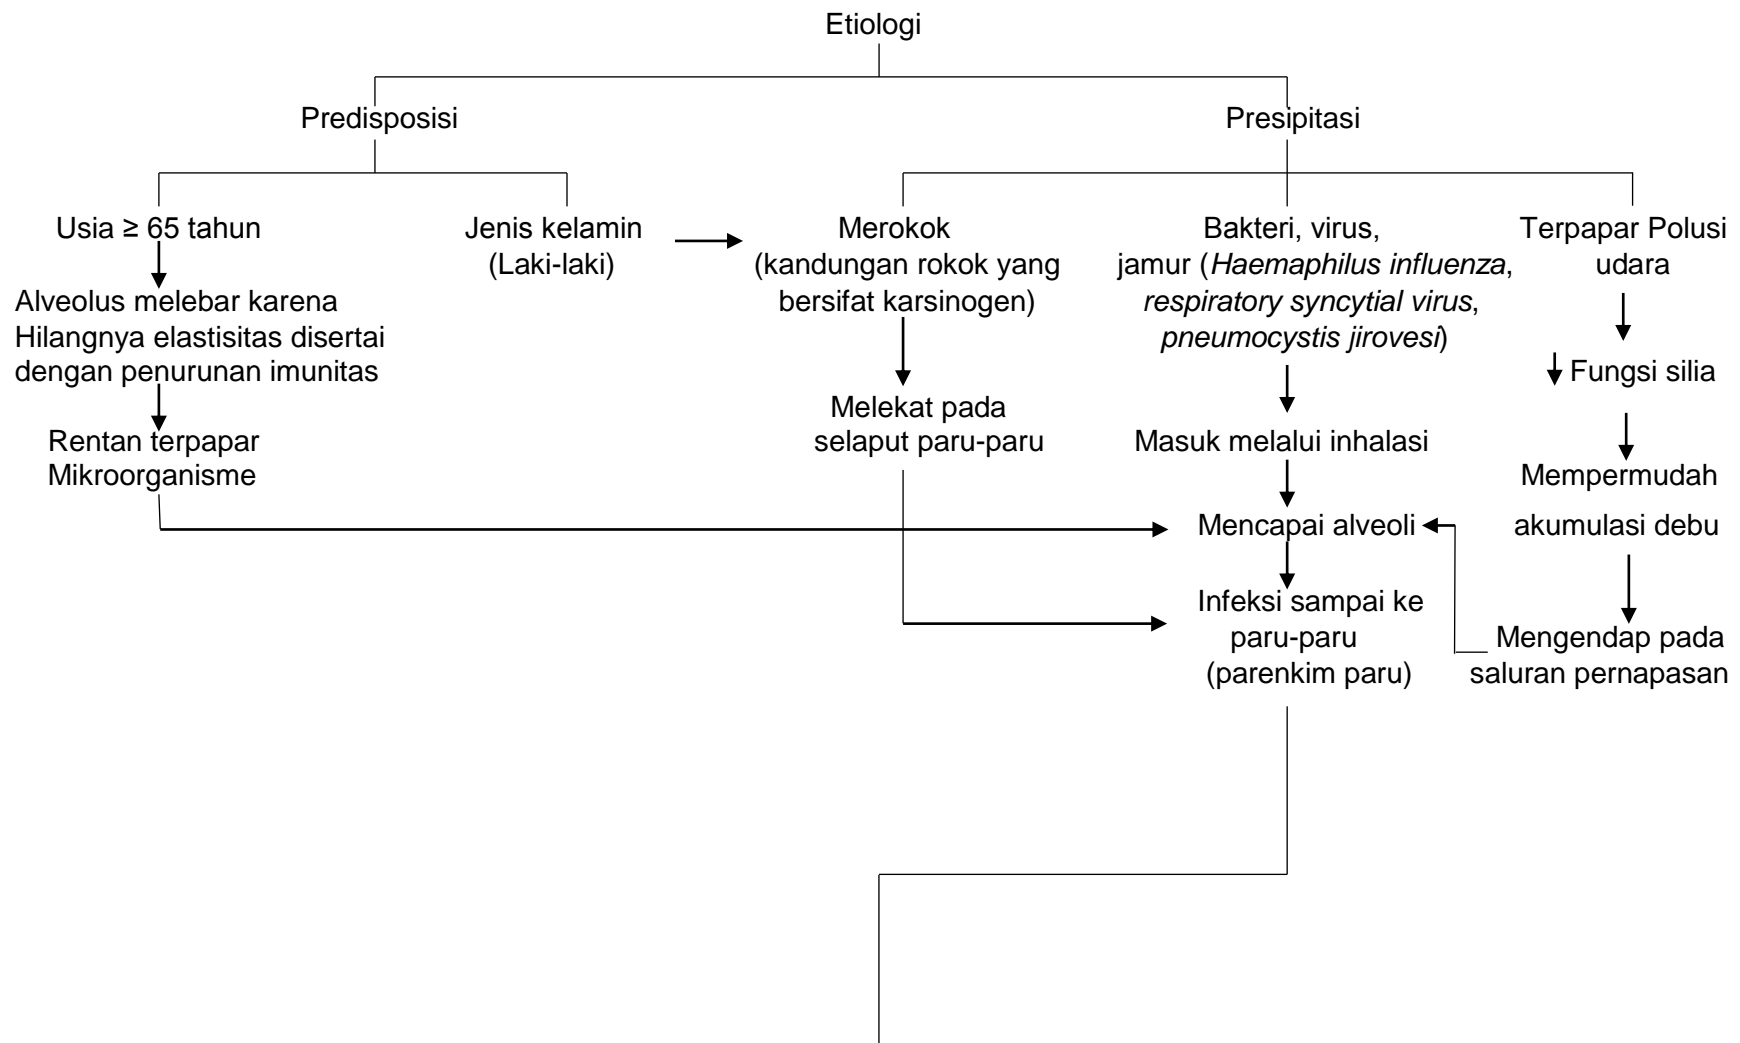 Etiologi
Predisposisi
Presipitasi
Usia ≥ 65 tahun
Alveolus melebar karena
Hilangnya elastisitas disertai
dengan penurunan imunitas
Rentan terpapar
Mikroorganisme
Jenis kelamin
(Laki-laki)
Merokok
(kandungan rokok yang
bersifat karsinogen)
Melekat pada
selaput paru-paru
Bakteri, virus,
jamur (Haemaphilus influenza,
respiratory syncytial virus,
pneumocystis jirovesi)
Masuk melalui inhalasi
Mencapai alveoli
Infeksi sampai ke
paru-paru
(parenkim paru)
Terpapar Polusi
udara
Fungsi silia
Mempermudah
akumulasi debu
Mengendap pada
saluran pernapasan